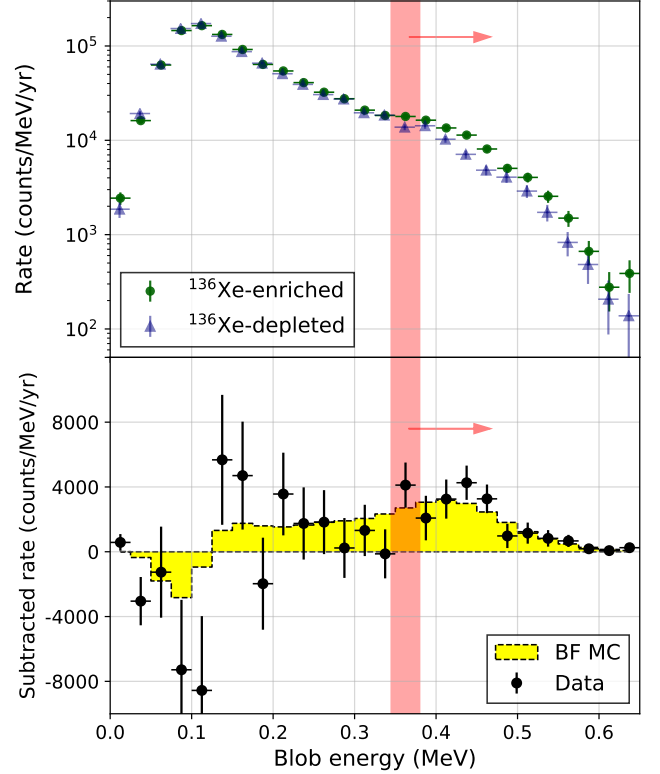 Rate (counts/MeV/yr)
10⁵
10⁴
10³
10²
¹³⁶Xe-enriched
¹³⁶Xe-depleted
Subtracted rate (counts/MeV/yr)
8000
4000
0
-4000
-8000
BF MC
Data
0.0 0.1 0.2 0.3 0.4 0.5 0.6
Blob energy (MeV)